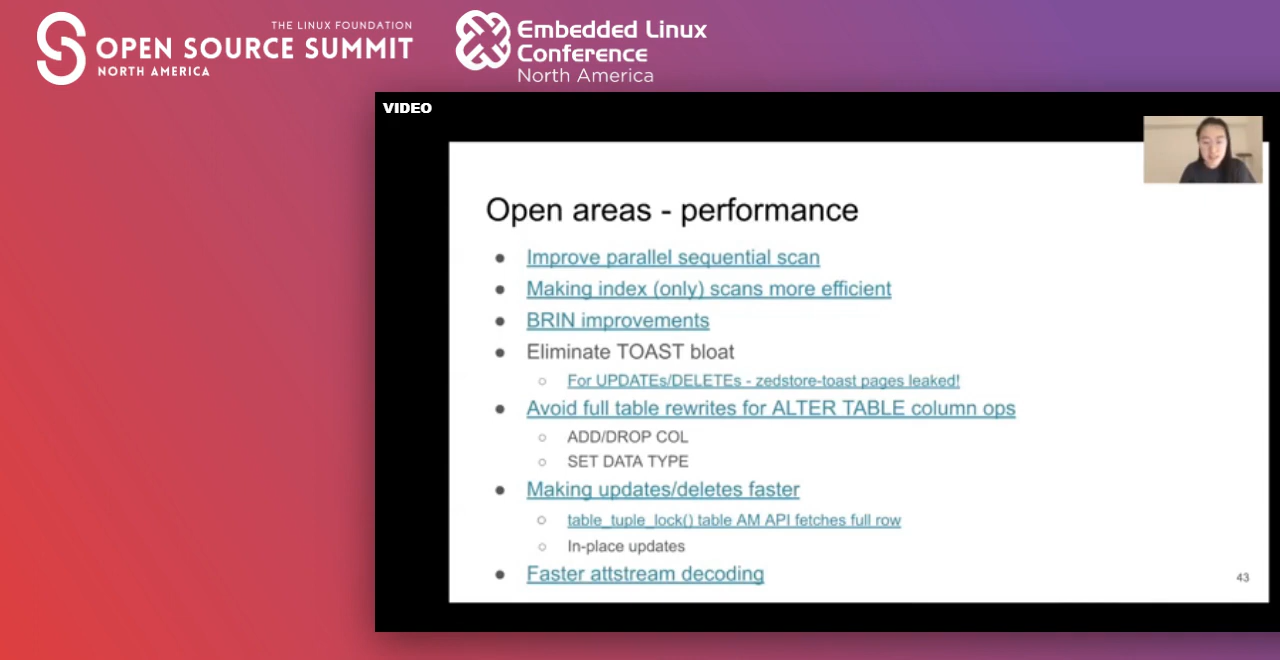 THE LINUX FOUNDATION
OPEN SOURCE SUMMIT
NORTH AMERICA
Embedded Linux
Conference
North America
VIDEO
Open areas - performance
● Improve parallel sequential scan
● Making index (only) scans more efficient
● BRIN improvements
● Eliminate TOAST bloat
○ For UPDATEs/DELETEs - zedstore-toast pages leaked!
● Avoid full table rewrites for ALTER TABLE column ops
○ ADD/DROP COL
○ SET DATA TYPE
● Making updates/deletes faster
○ table_tuple_lock() table AM API fetches full row
○ In-place updates
● Faster attstream decoding
43